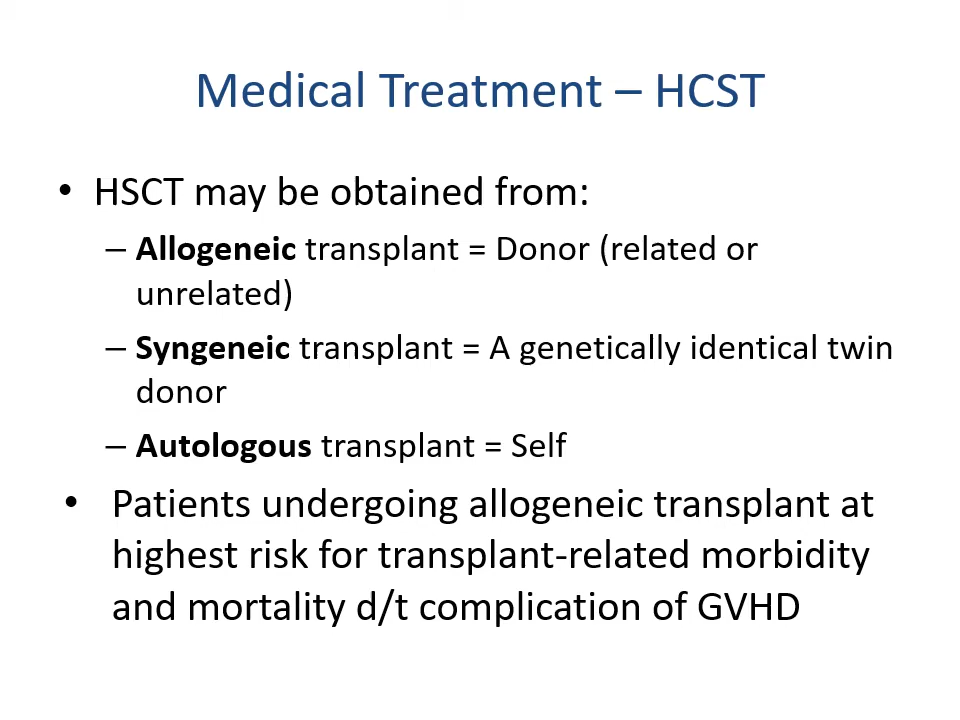 Medical Treatment – HCST
• HSCT may be obtained from:
– Allogeneic transplant = Donor (related or
unrelated)
– Syngeneic transplant = A genetically identical twin
donor
– Autologous transplant = Self
• Patients undergoing allogeneic transplant at
highest risk for transplant-related morbidity
and mortality d/t complication of GVHD